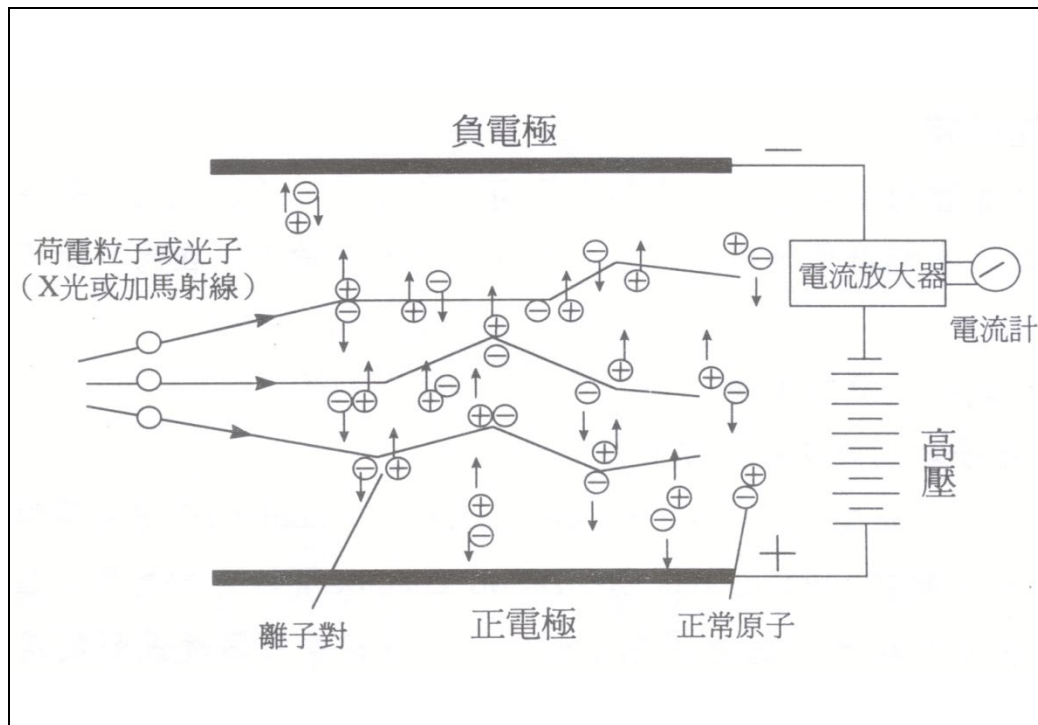 負電極
荷電粒子或光子
（X光或加馬射線）
電流放大器
電流計
高壓
離子對
正電極
正常原子